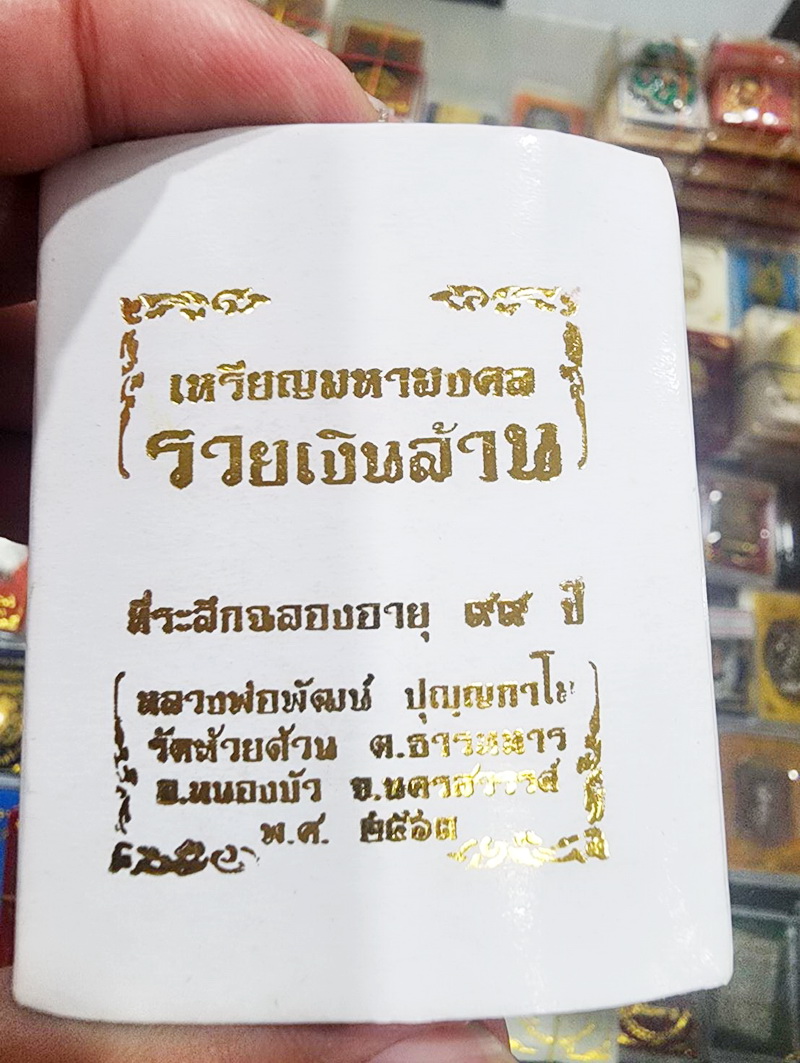 เหรียญมหามงคล
รวยเงินล้าน
ที่ระลึกฉลองอายุ ๙๙ ปี
หลวงพ่อพัฒน์ ปุญฺญกาโม
วัดห้วยด้วน ต.ธารทหาร
อ.หนองบัว จ.นครสวรรค์
พ.ศ. ๒๕๖๓